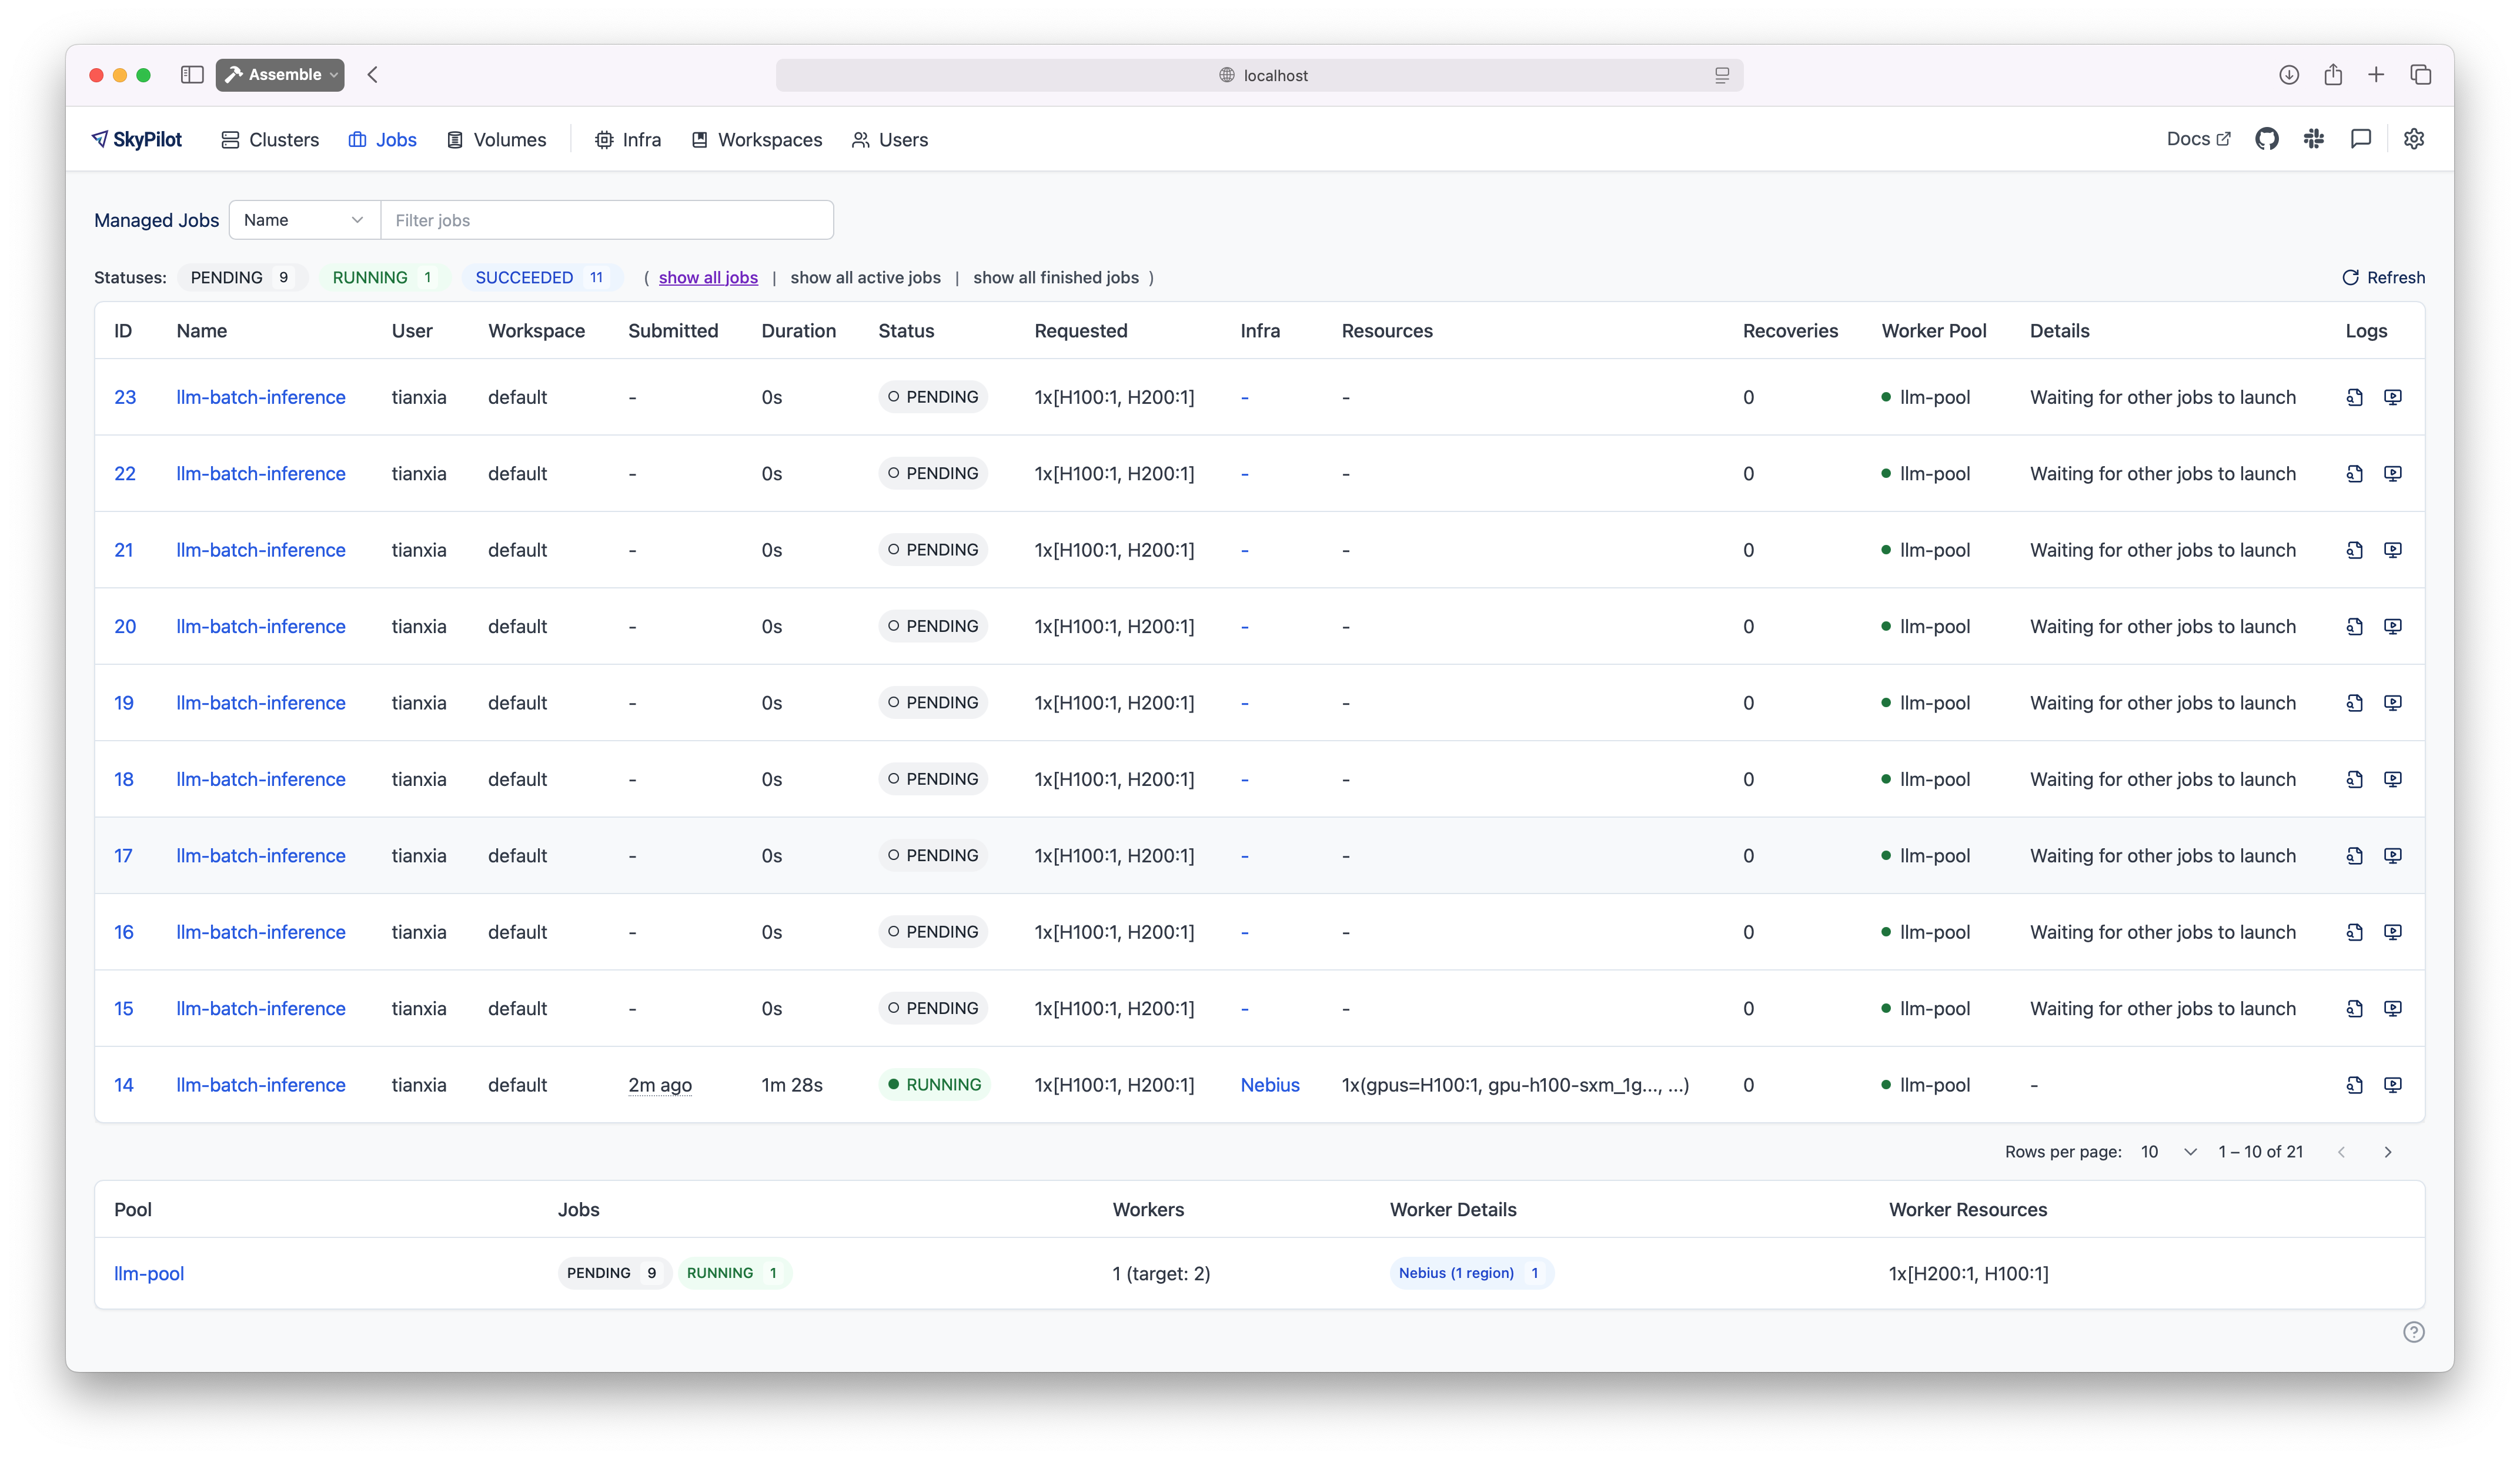 Assemble
localhost
SkyPilot Clusters Jobs Volumes Infra Workspaces Users Docs
Managed Jobs Name Filter jobs
Statuses: PENDING 9 RUNNING 1 SUCCEEDED 11 ( show all jobs | show all active jobs | show all finished jobs ) Refresh
ID Name User Workspace Submitted Duration Status Requested Infra Resources Recoveries Worker Pool Details Logs
23 llm-batch-inference tianxia default - 0s PENDING 1x[H100:1, H200:1] - - 0 llm-pool Waiting for other jobs to launch
22 llm-batch-inference tianxia default - 0s PENDING 1x[H100:1, H200:1] - - 0 llm-pool Waiting for other jobs to launch
21 llm-batch-inference tianxia default - 0s PENDING 1x[H100:1, H200:1] - - 0 llm-pool Waiting for other jobs to launch
20 llm-batch-inference tianxia default - 0s PENDING 1x[H100:1, H200:1] - - 0 llm-pool Waiting for other jobs to launch
19 llm-batch-inference tianxia default - 0s PENDING 1x[H100:1, H200:1] - - 0 llm-pool Waiting for other jobs to launch
18 llm-batch-inference tianxia default - 0s PENDING 1x[H100:1, H200:1] - - 0 llm-pool Waiting for other jobs to launch
17 llm-batch-inference tianxia default - 0s PENDING 1x[H100:1, H200:1] - - 0 llm-pool Waiting for other jobs to launch
16 llm-batch-inference tianxia default - 0s PENDING 1x[H100:1, H200:1] - - 0 llm-pool Waiting for other jobs to launch
15 llm-batch-inference tianxia default - 0s PENDING 1x[H100:1, H200:1] - - 0 llm-pool Waiting for other jobs to launch
14 llm-batch-inference tianxia default 2m ago 1m 28s RUNNING 1x[H100:1, H200:1] Nebius 1x(gpus=H100:1, gpu-h100-sxm_1g..., ...) 0 llm-pool -
Rows per page: 10 1 – 10 of 21
Pool Jobs Workers Worker Details Worker Resources
llm-pool PENDING 9 RUNNING 1 1 (target: 2) Nebius (1 region) 1 1x[H200:1, H100:1]